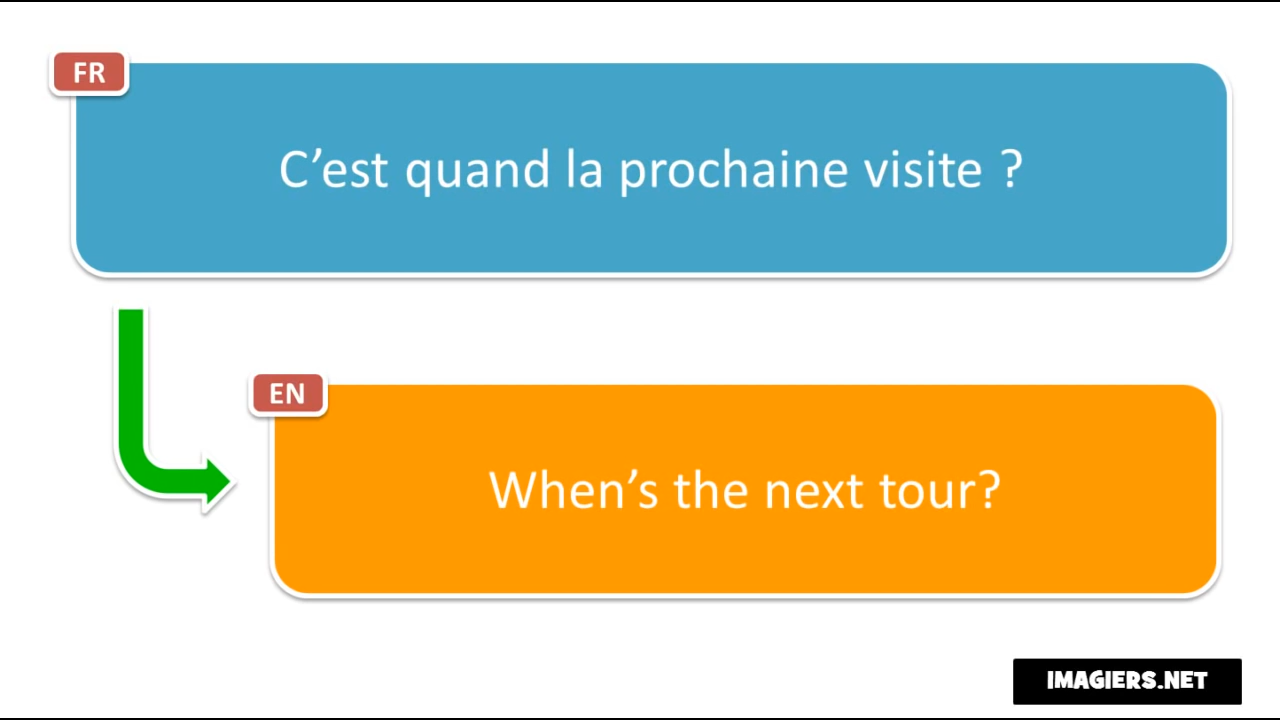 FR
C’est quand la prochaine visite ?
EN
When’s the next tour?
IMAGIERS.NET